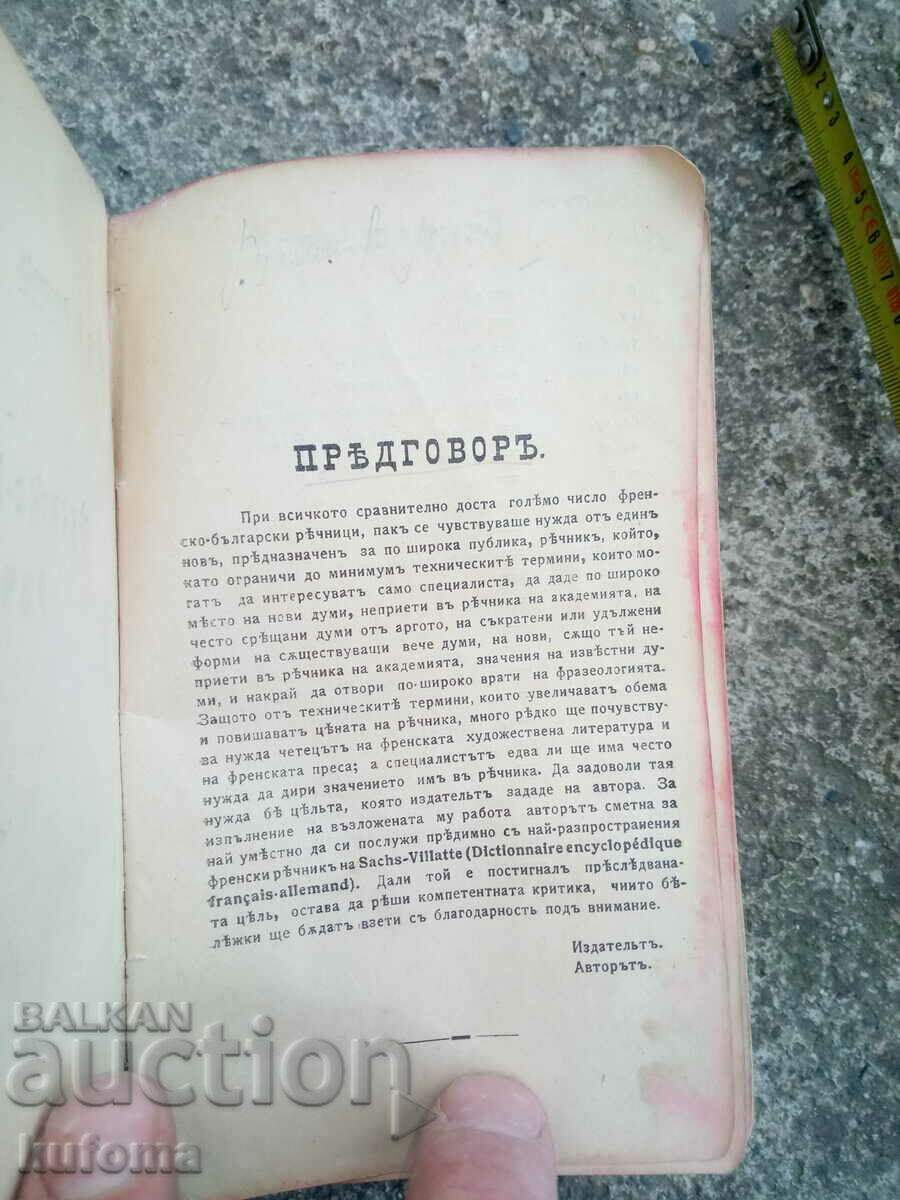 ПРѢДГОВОРЪ.
При всичкото сравнително доста голѣмо число френ-
ско-български рѣчници, пакъ се чувствуваше нужда отъ единъ
новъ, прѣдназначенъ за по широка публика, рѣчникъ, който,
като ограничи до минимумъ техническитѣ термини, които мо-
гатъ да интересуватъ само специалиста, да даде по широко
мѣсто на нови думи, неприети въ рѣчника на академията, на
често срѣщани думи отъ аргото, на съкратени или удължени
форми на сѫществуващи вече думи, на нови, сѫщо тъй не-
приети въ рѣчника на академията, значения на извѣстни ду-
ми, и накрай да отвори по-широко врати на фразеологията.
Защото отъ техническитѣ термини, които увеличаватъ обема
и повишаватъ цѣната на рѣчника, много рѣдко ще почувству-
ва нужда четецътъ на френската художествена литература и
на френската преса; а специалистътъ едва ли ще има често
нужда да дири значението имъ въ рѣчника. Да задоволи тая
нужда бѣ цѣльта, която издательтъ зададе на автора. За
изпълнение на възложената му работа авторътъ сметна за
най умѣстно да си послужи прѣдимно съ най-разпространения
френски рѣчникъ на Sachs-Villatte (Dictionnaire encyclopédique
français-allemand). Дали той е постигналъ прѣслѣдвана-
та цѣль, остава да рѣши компетентната критика, чиито бѣ-
лѣжки ще бѫдатъ взети съ благодарность подъ внимание.
Издательтъ.
Авторътъ.
BALKAN
auction
kufoma
2
3
4
5
6
7